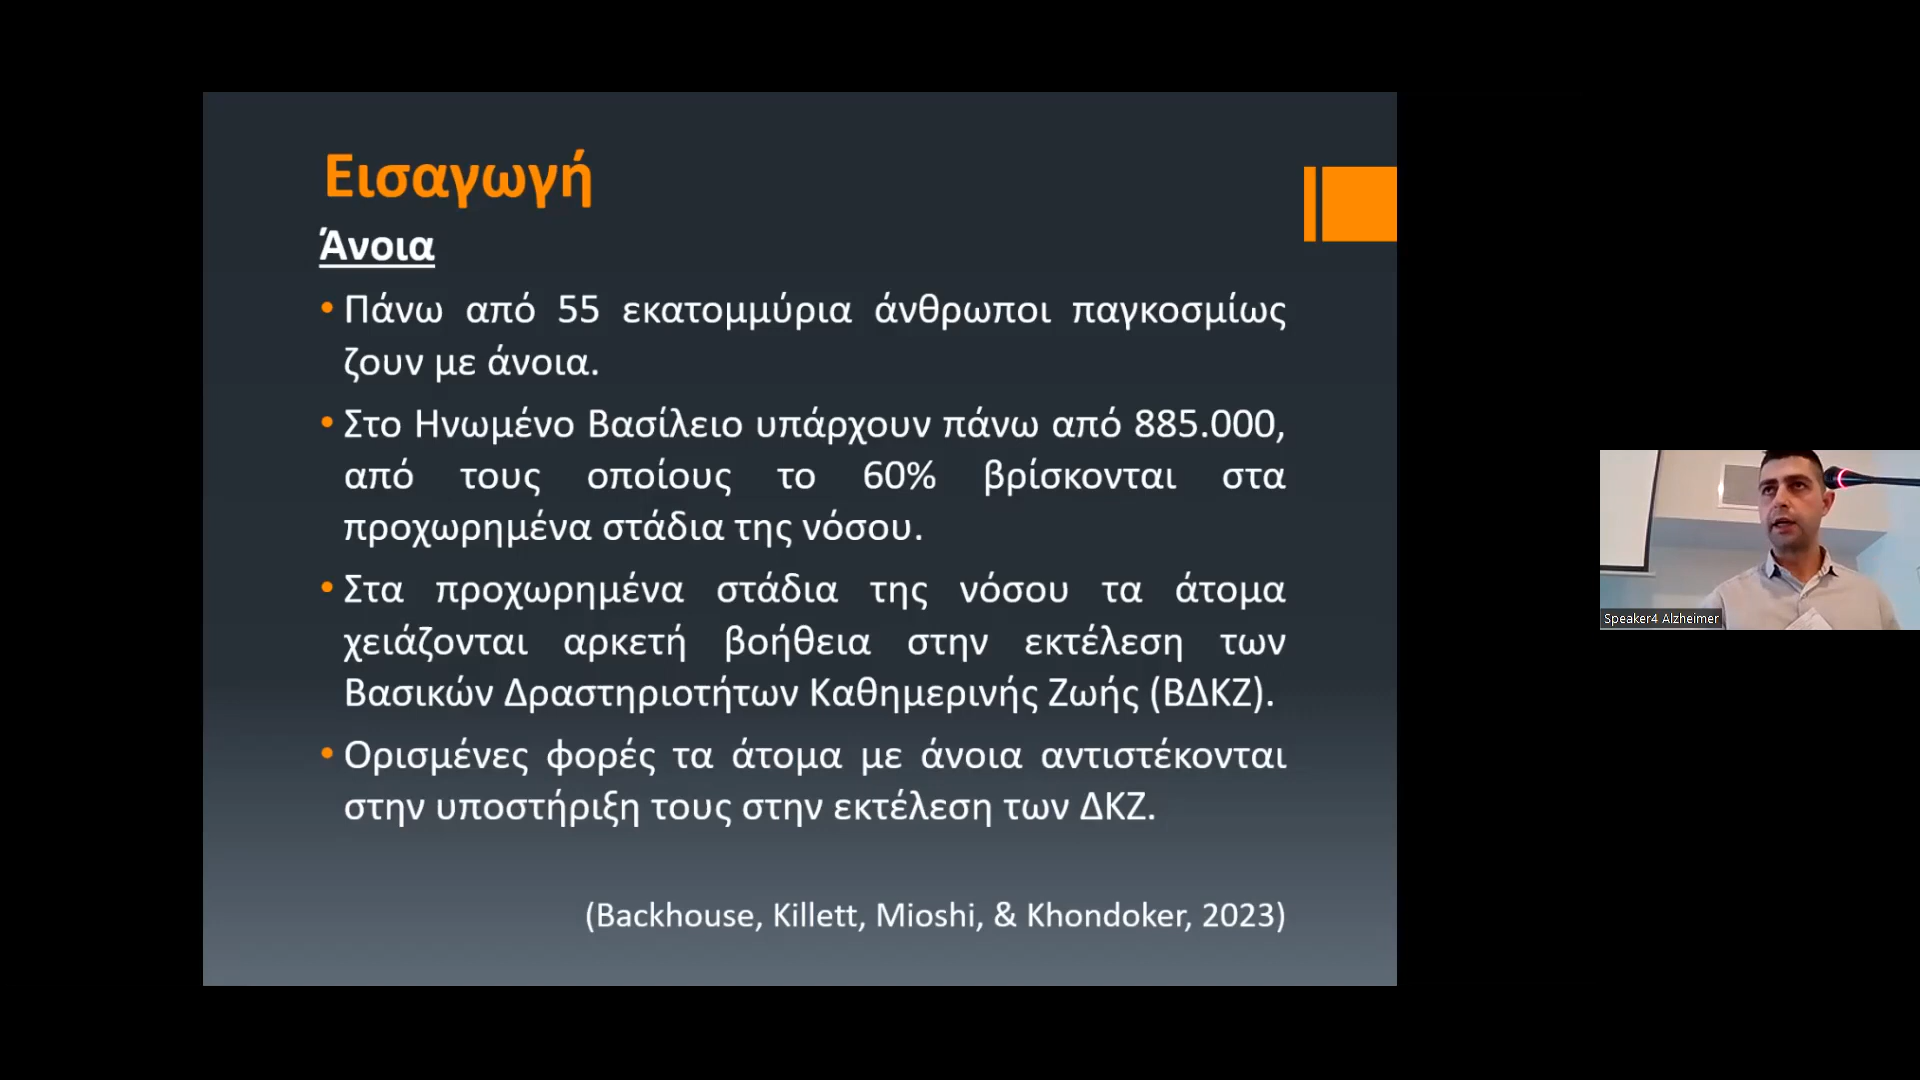 Εισαγωγή
Άνοια
• Πάνω από 55 εκατομμύρια άνθρωποι παγκοσμίως
ζουν με άνοια.
• Στο Ηνωμένο Βασίλειο υπάρχουν πάνω από 885.000,
από τους οποίους το 60% βρίσκονται στα
προχωρημένα στάδια της νόσου.
• Στα προχωρημένα στάδια της νόσου τα άτομα
χειάζονται αρκετή βοήθεια στην εκτέλεση των
Βασικών Δραστηριοτήτων Καθημερινής Ζωής (ΒΔΚΖ).
• Ορισμένες φορές τα άτομα με άνοια αντιστέκονται
στην υποστήριξη τους στην εκτέλεση των ΔΚΖ.
(Backhouse, Killett, Mioshi, & Khondoker, 2023)
Speaker4 Alzheimer